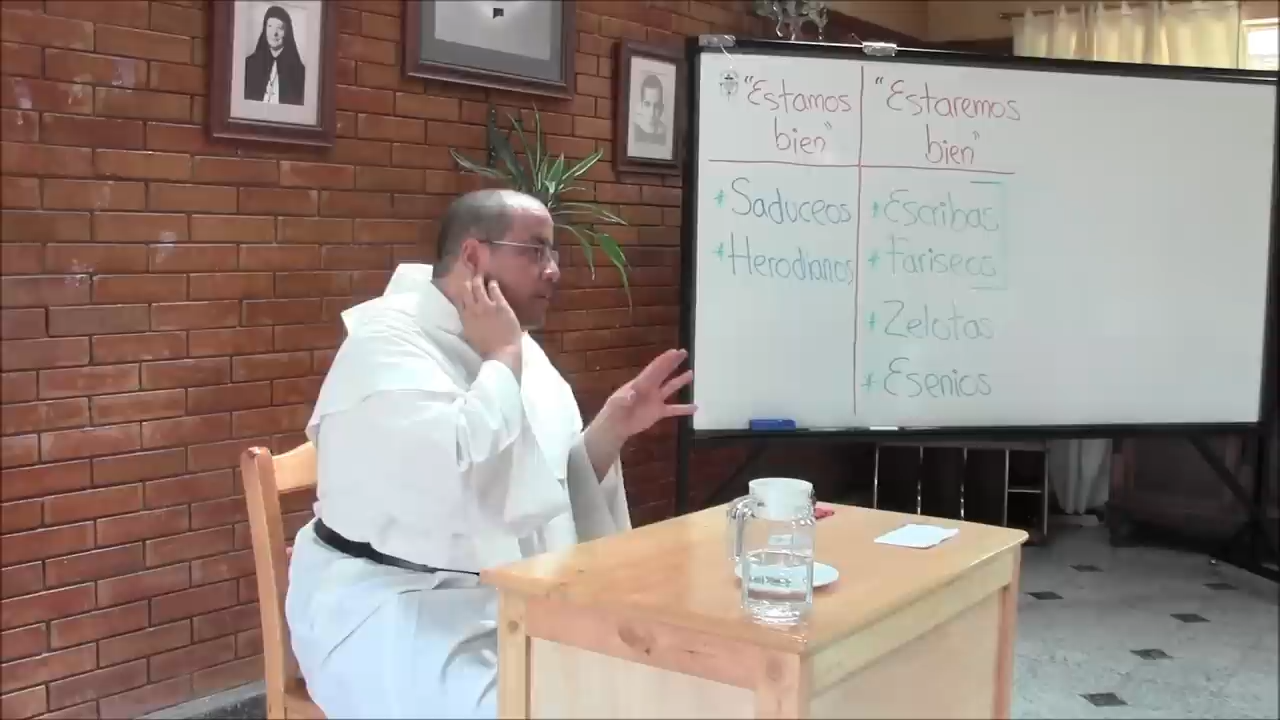 "Estamos
bien"
"Estaremos
bien"
* Saduceos
* Herodianos
* Escribas
* Fariseos
* Zelotas
* Esenios